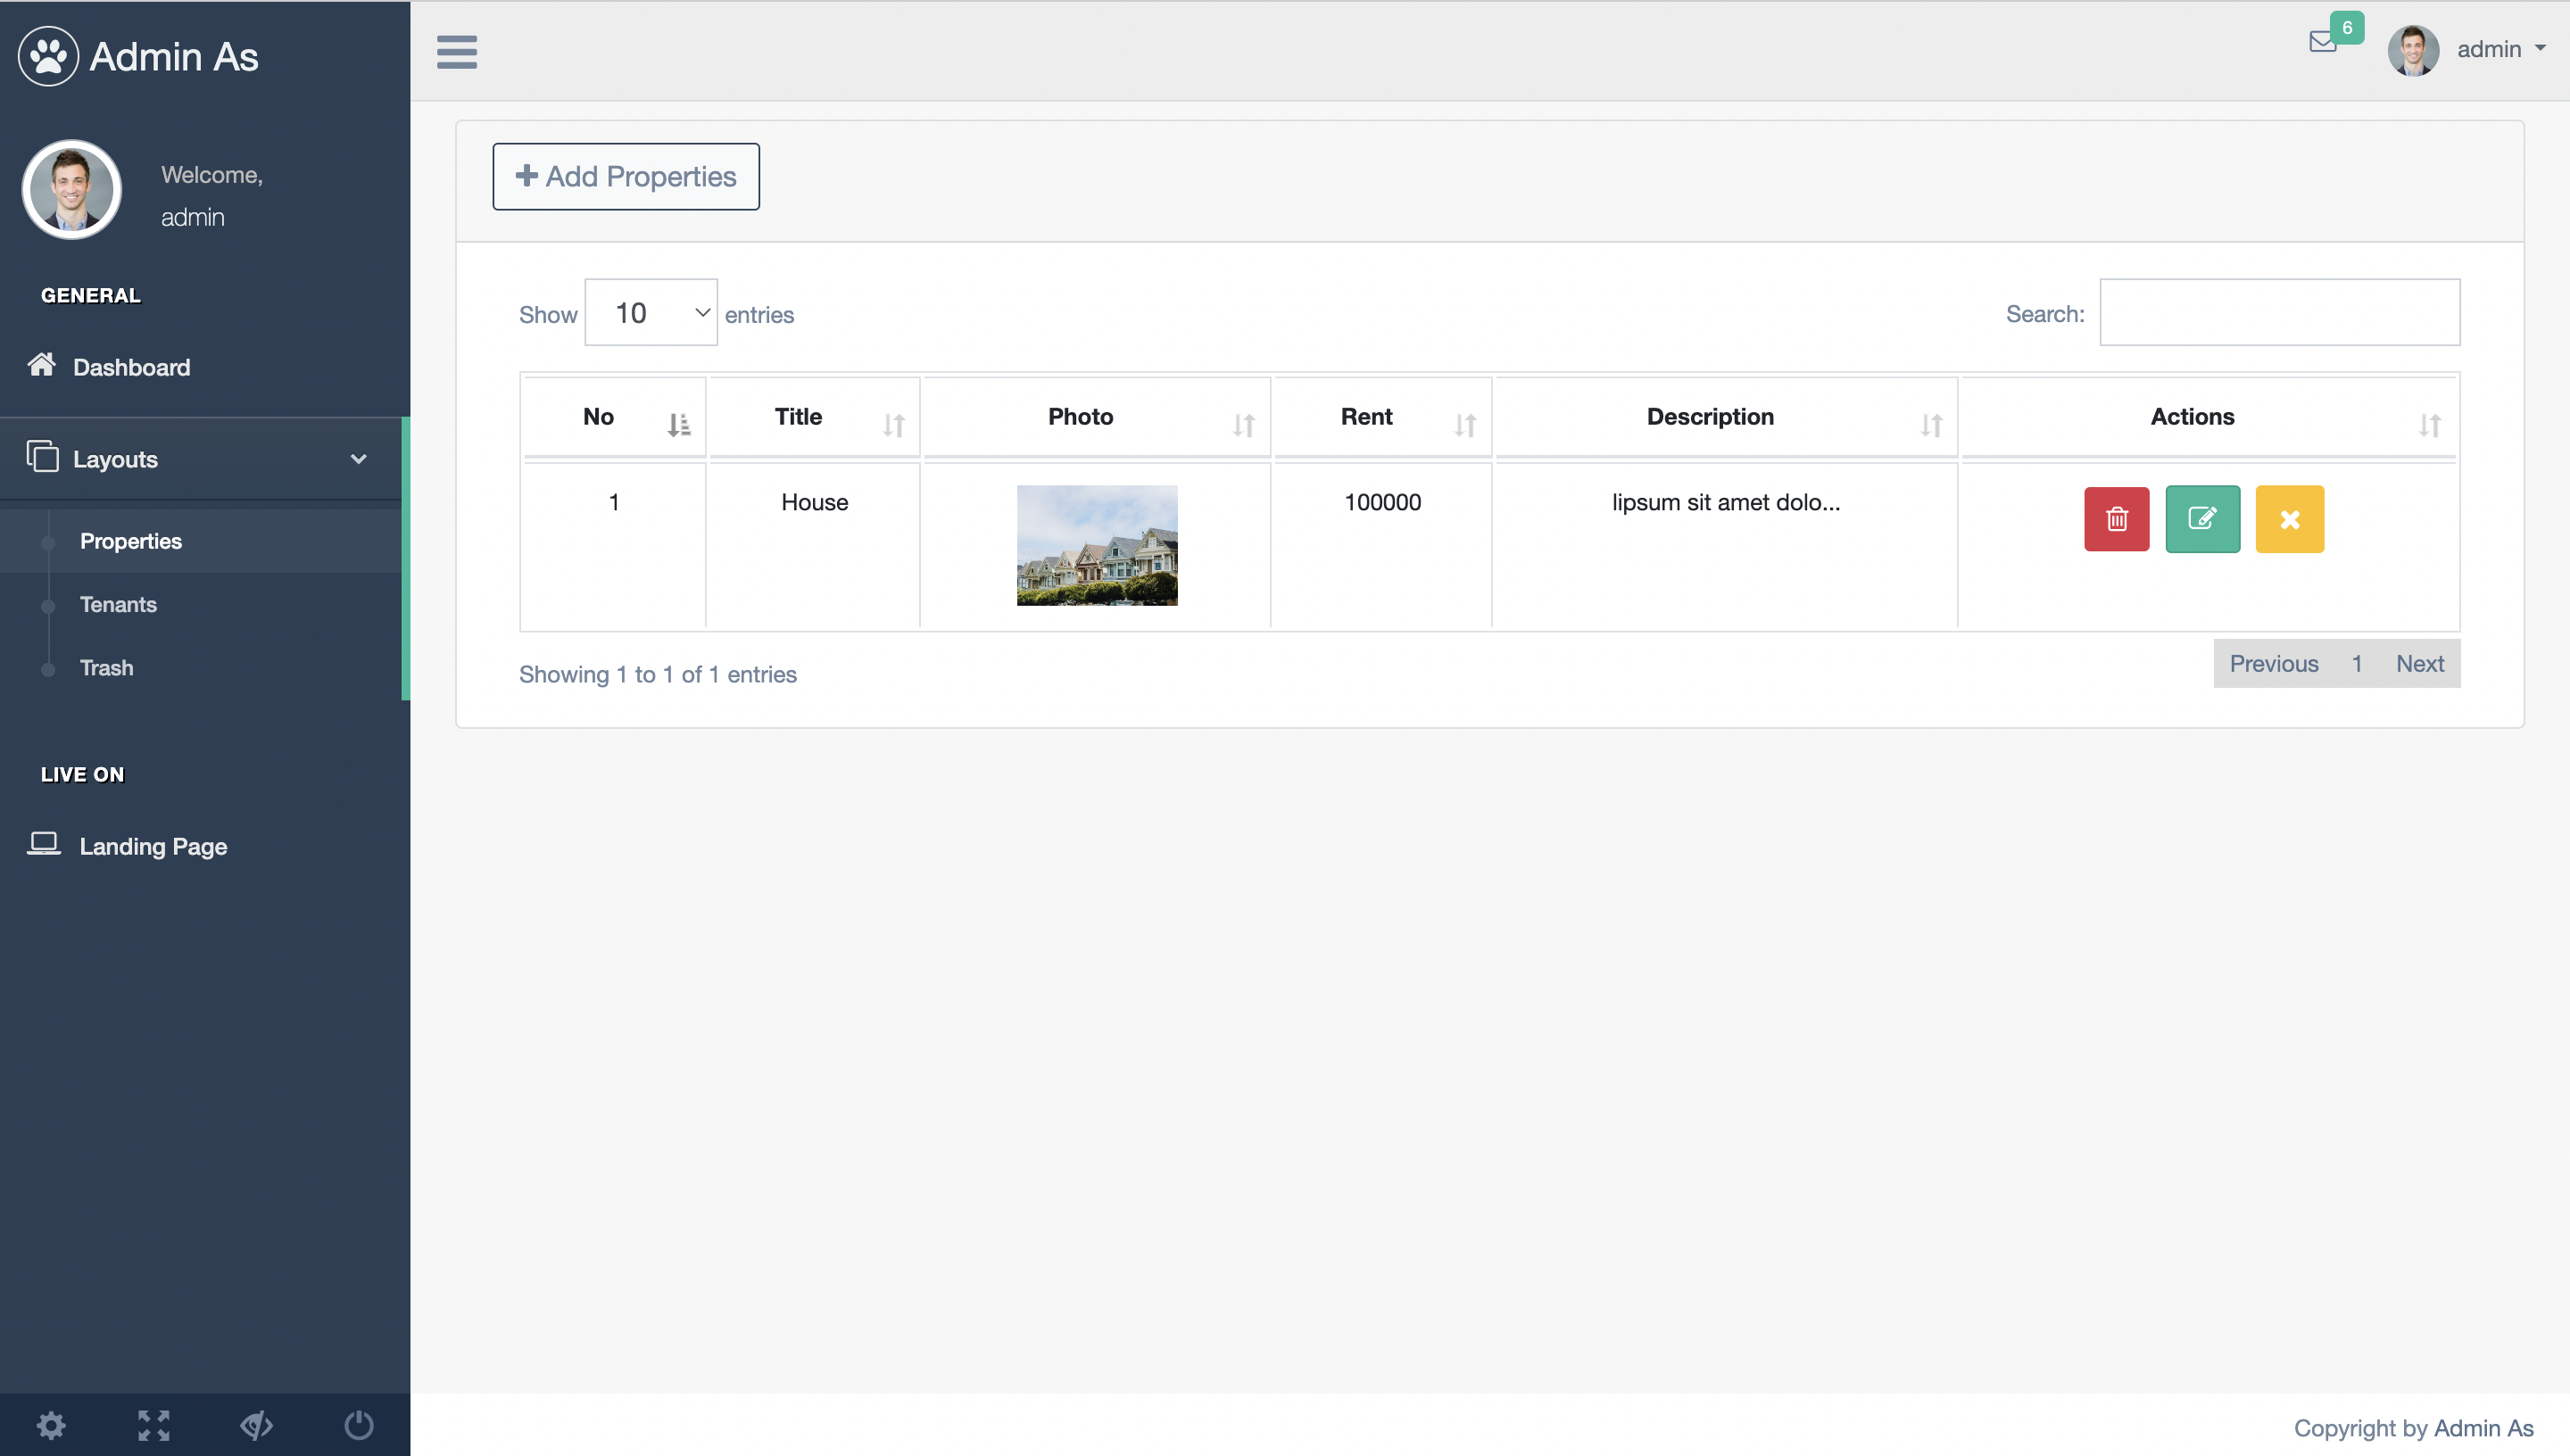 Admin As
6
admin
Welcome,
admin
GENERAL
Dashboard
Layouts
Properties
Tenants
Trash
LIVE ON
Landing Page
Add Properties
Show 10 entries
Search:
No Title Photo Rent Description Actions
1 House 100000 lipsum sit amet dolo...
Showing 1 to 1 of 1 entries
Previous 1 Next
Copyright by Admin As